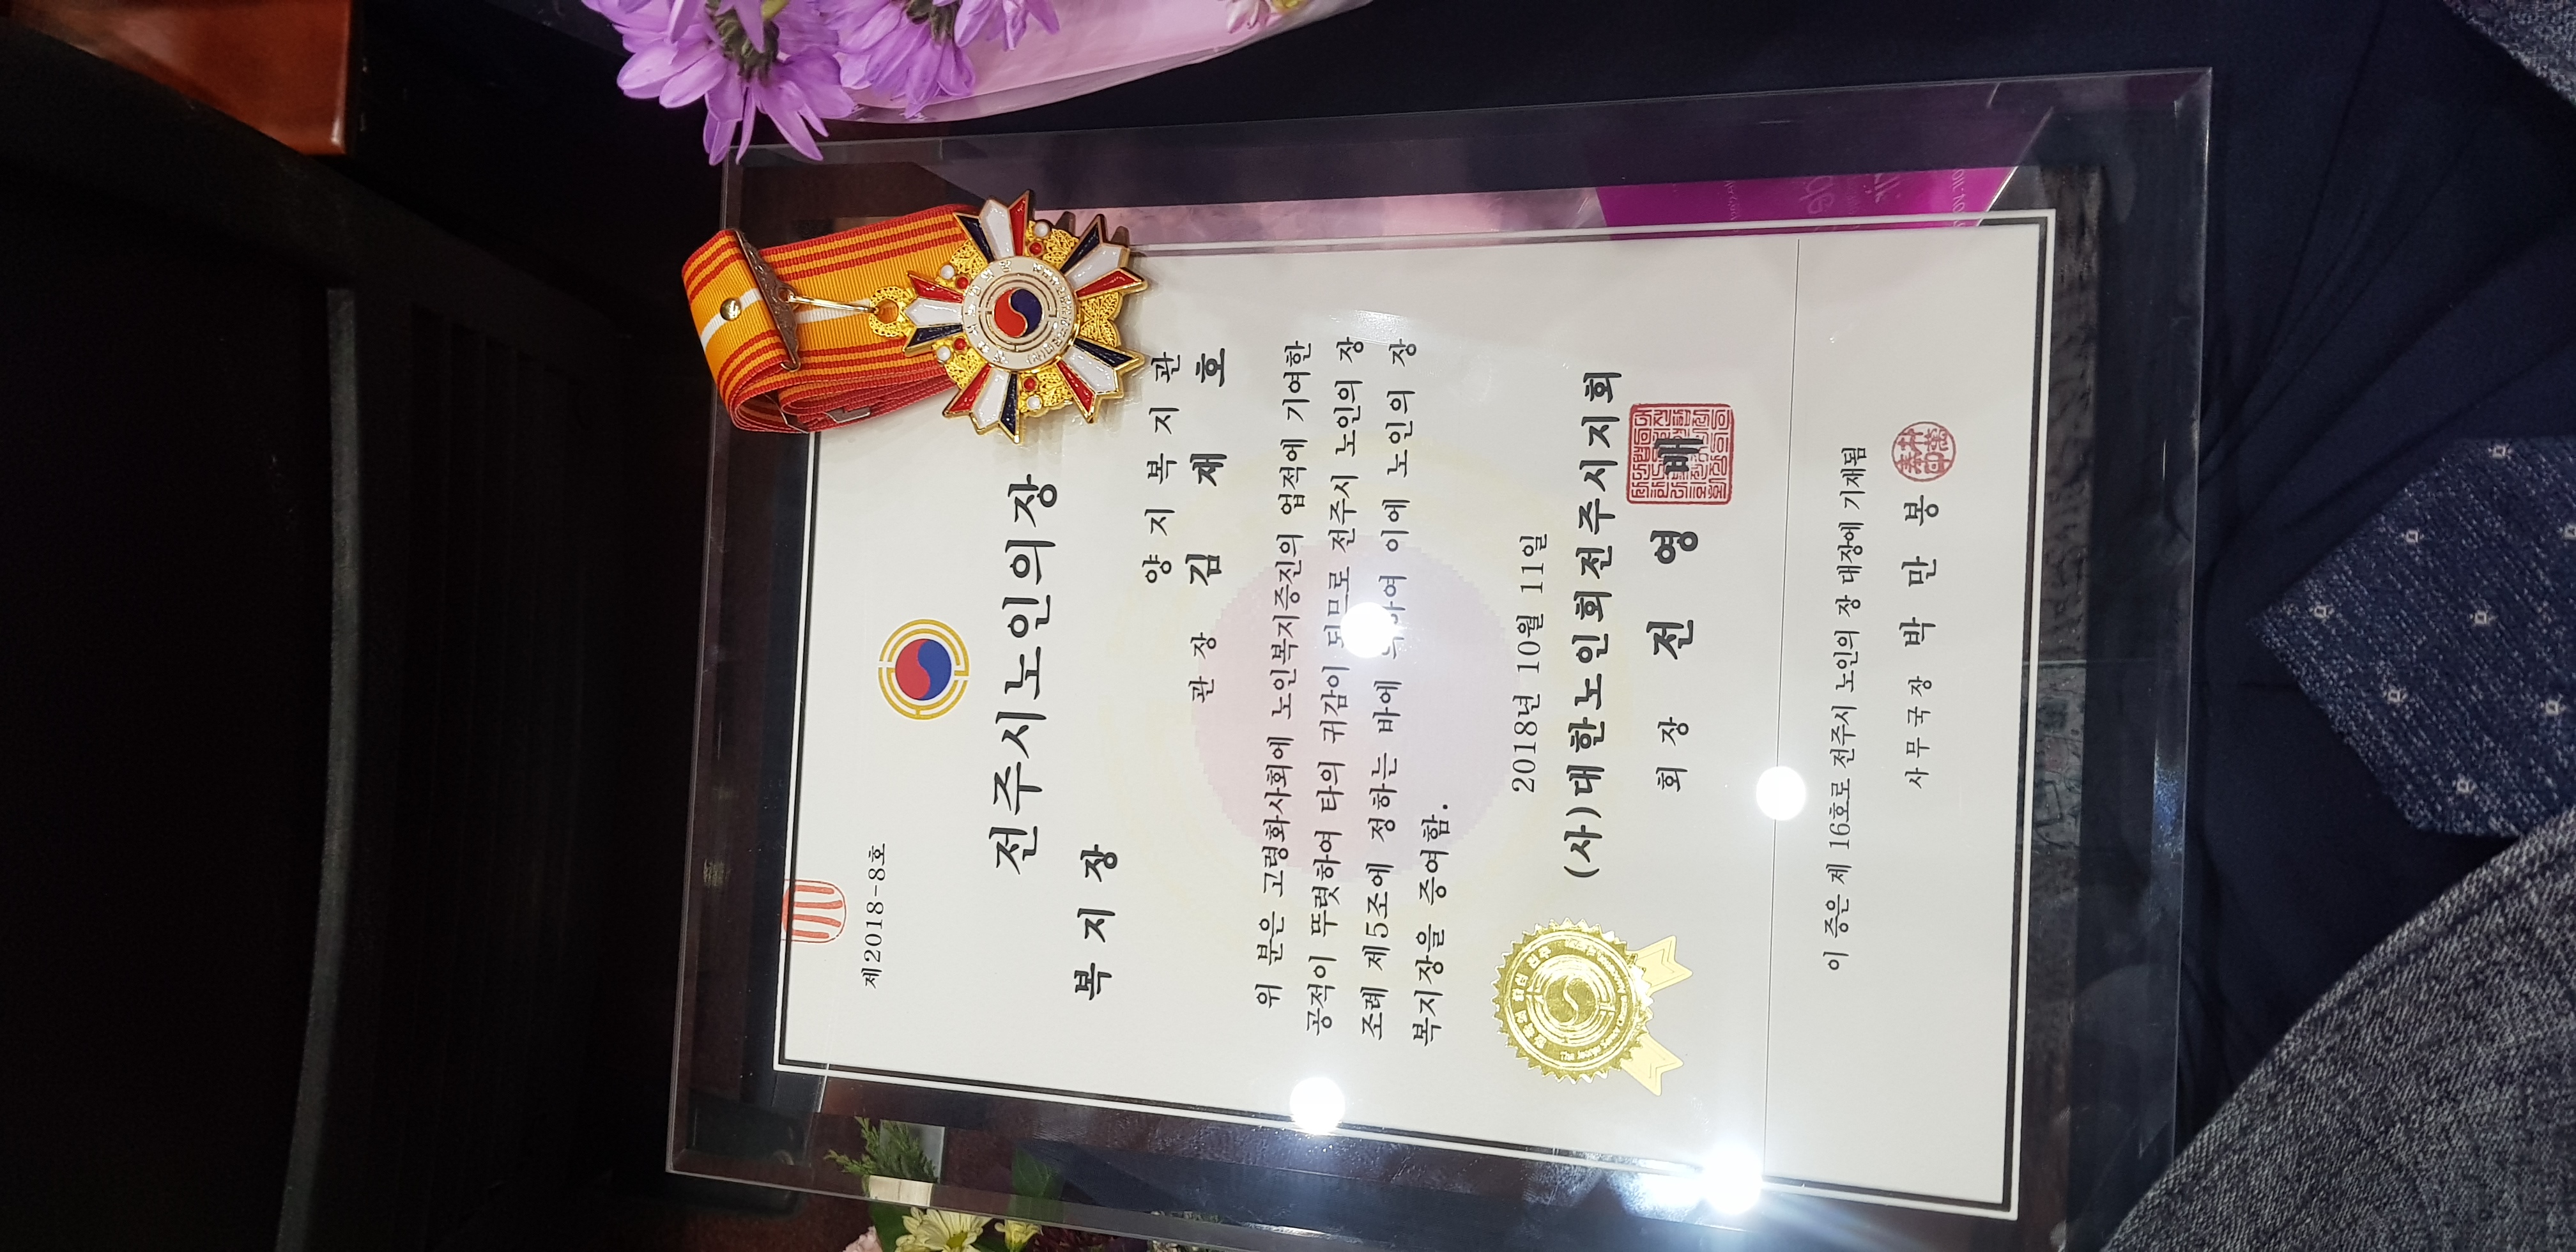 제2018-8호
전주시노인의장
복 지 장
양 지 복 지 관
관 장 김 재 호
위 분은 고령화사회에 노인복지증진의 업적에 기여한
공적이 뚜렷하여 타의 귀감이 되므로 전주시 노인의 장
조례 제5조에 정하는 바에 이에 노인의 장
복지장을 증여함.
2018년 10월 11일
(사)대한노인회전주시지회
회 장 전 영 배
이 증은 제 16호로 전주시 노인의 장 대장에 기재됨
사 무 국 장 박 만 봉